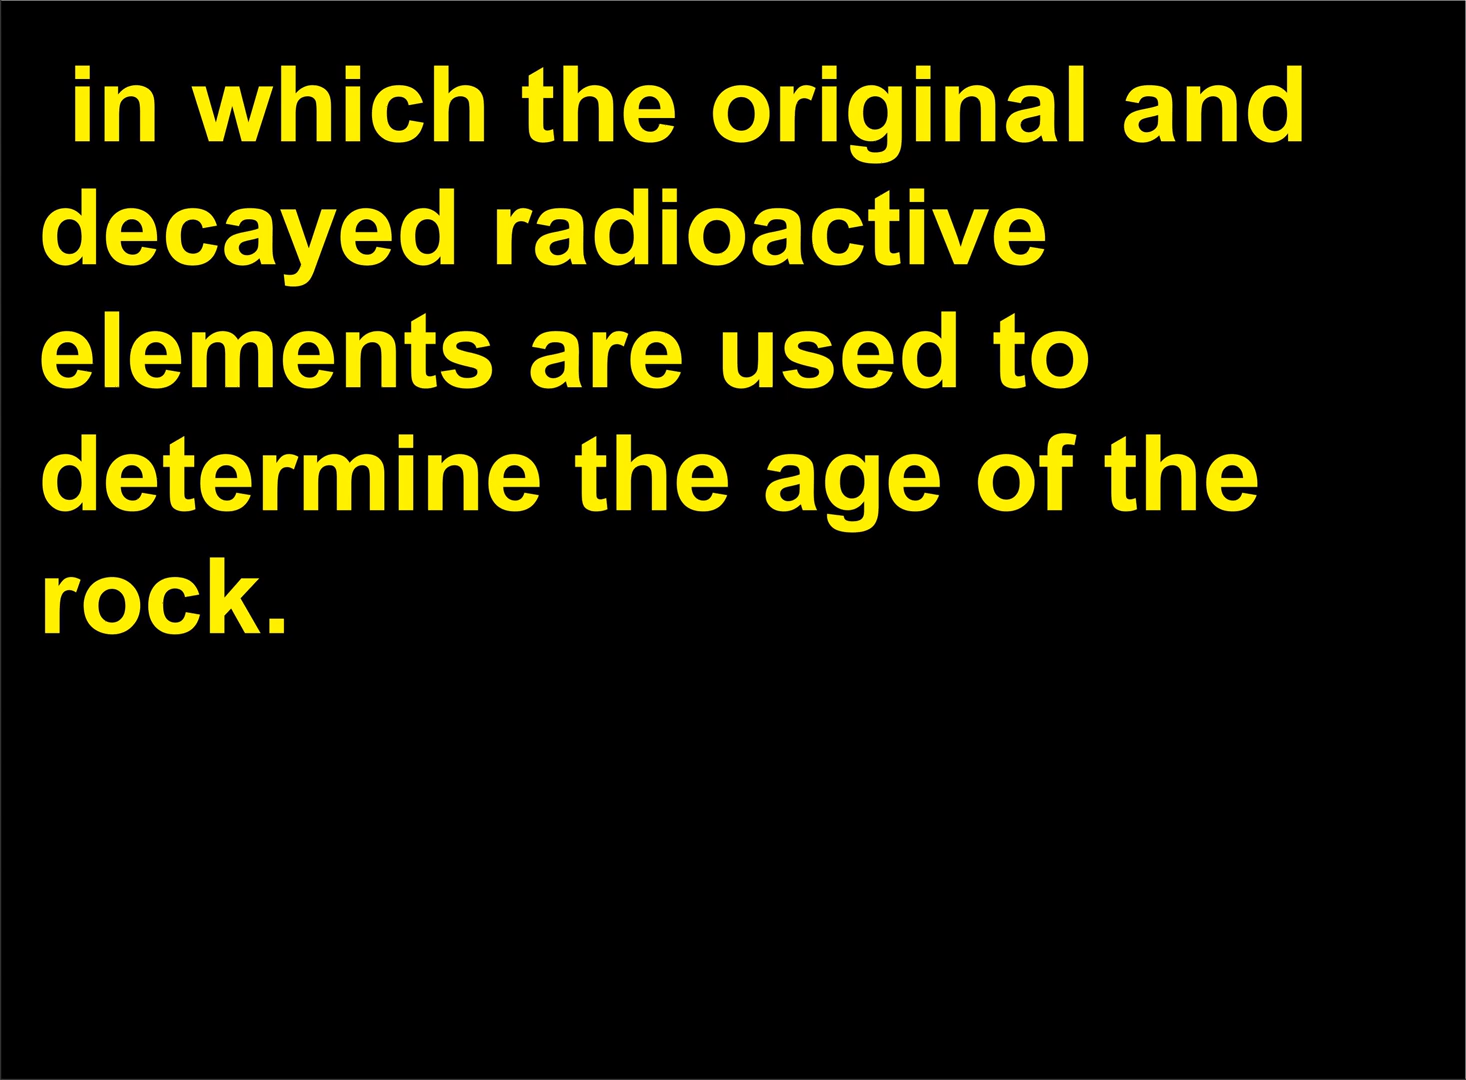 in which the original and
decayed radioactive
elements are used to
determine the age of the
rock.